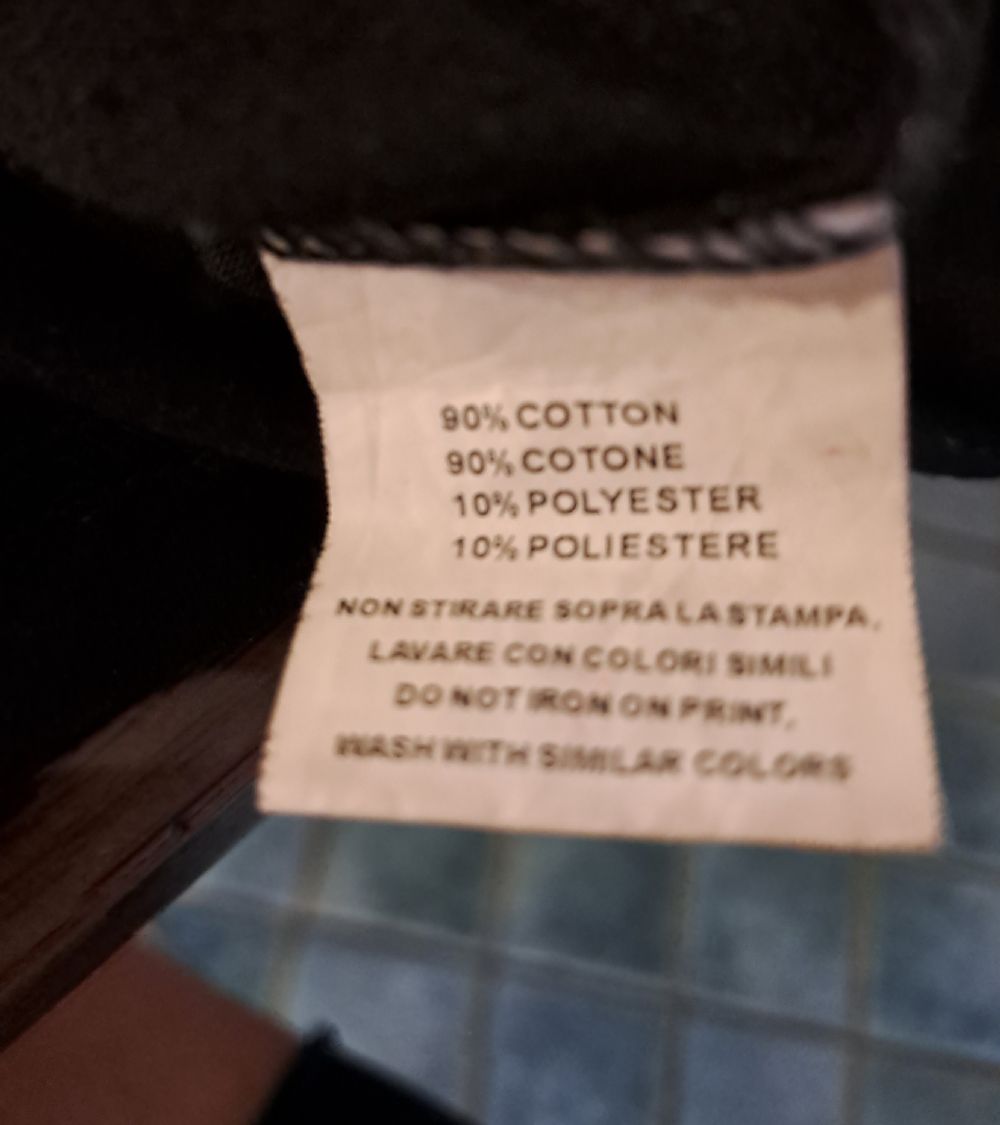 90% COTTON
90% COTONE
10% POLYESTER
10% POLIESTERE
NON STIRARE SOPRA LA STAMPA.
LAVARE CON COLORI SIMILI
DO NOT IRON ON PRINT.
WASH WITH SIMILAR COLORS